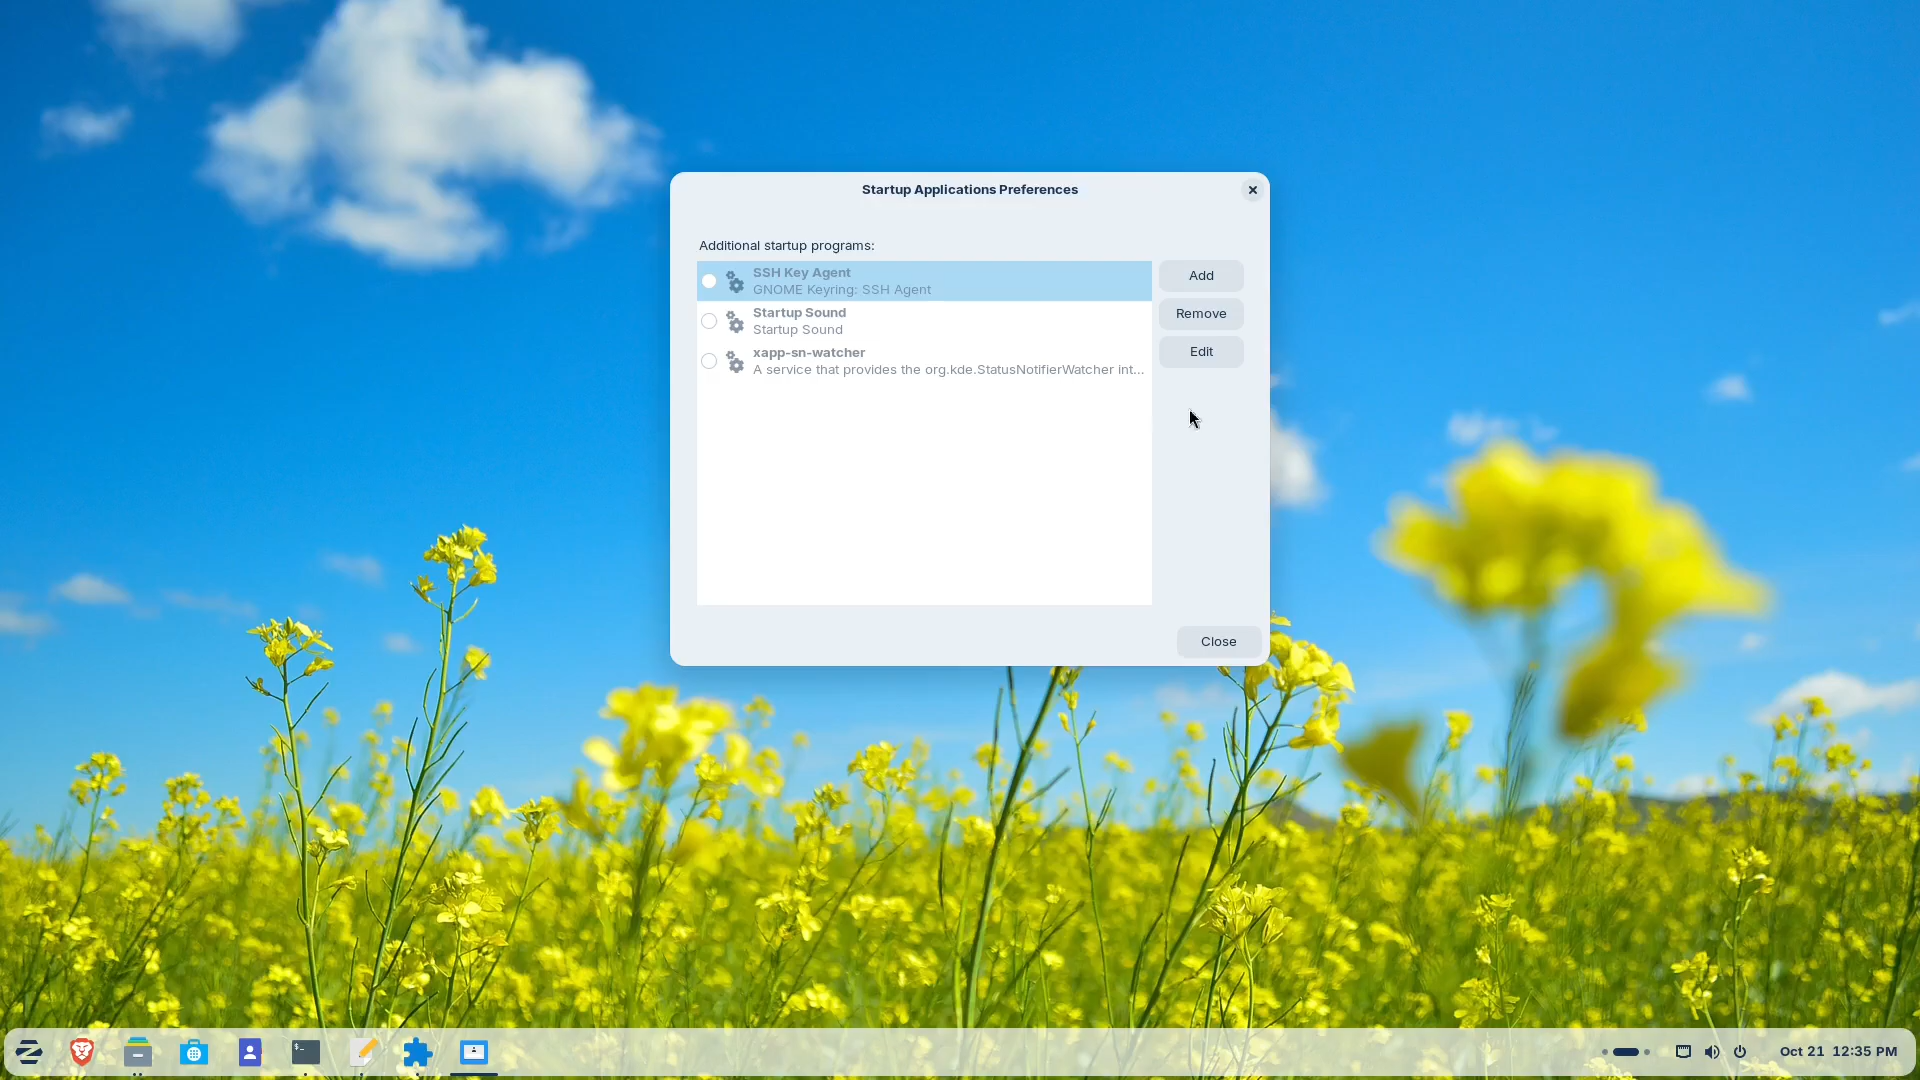 Startup Applications Preferences
Additional startup programs:
SSH Key Agent
GNOME Keyring: SSH Agent
Startup Sound
Startup Sound
xapp-sn-watcher
A service that provides the org.kde.StatusNotifierWatcher int...
Add
Remove
Edit
Close
Oct 21 12:35 PM